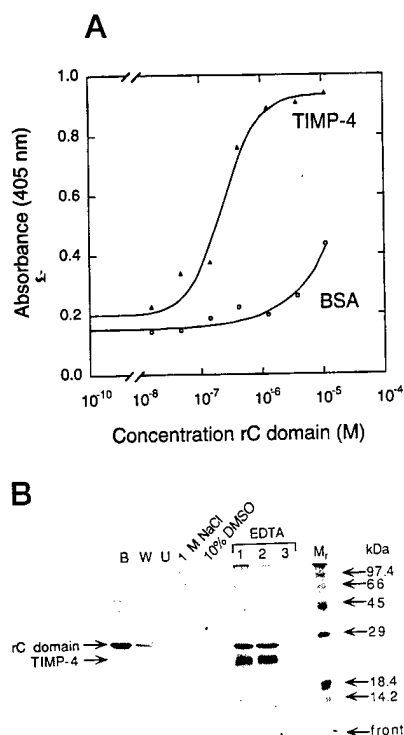 A
1.0
0.8
0.6
0.4
0.2
0.0
Absorbance (405 nm)
TIMP-4
BSA
10-10 10-8 10-7 10-6 10-5 10-4
Concentration rC domain (M)
B
B W U 1 M NaCl 10% DMSO EDTA Mr kDa
1 2 3
97.4
66
45
29
18.4
14.2
front
rC domain
TIMP-4